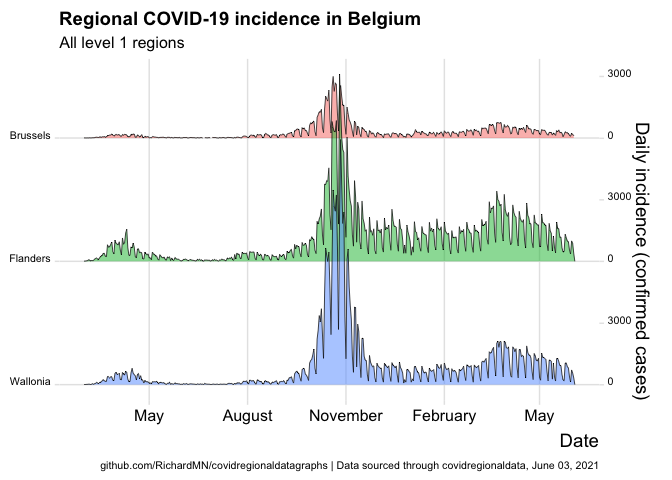 Regional COVID-19 incidence in Belgium
All level 1 regions
3000
Brussels
0
3000
Flanders
0
3000
Wallonia
0
Daily incidence (confirmed cases)
May August November February May
Date
github.com/RichardMN/covidregionaldatagraphs | Data sourced through covidregionaldata, June 03, 2021